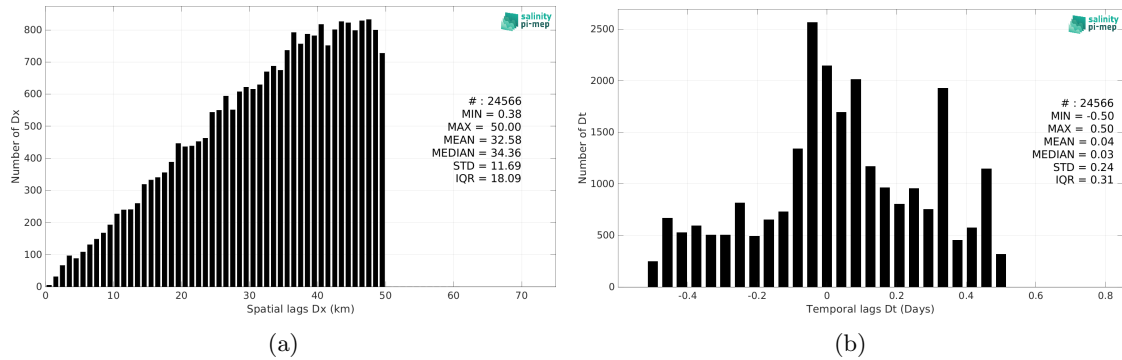 800
700
600
500
400
300
200
100
0
Number of Dx
0 10 20 30 40 50 60 70
Spatial lags Dx (km)
salinity
pi-mep
# : 24566
MIN = 0.38
MAX = 50.00
MEAN = 32.58
MEDIAN = 34.36
STD = 11.69
IQR = 18.09
(a)
2500
2000
1500
1000
500
0
Number of Dt
-0.4 -0.2 0 0.2 0.4 0.6 0.8
Temporal lags Dt (Days)
salinity
pi-mep
# : 24566
MIN = -0.50
MAX = 0.50
MEAN = 0.04
MEDIAN = 0.03
STD = 0.24
IQR = 0.31
(b)